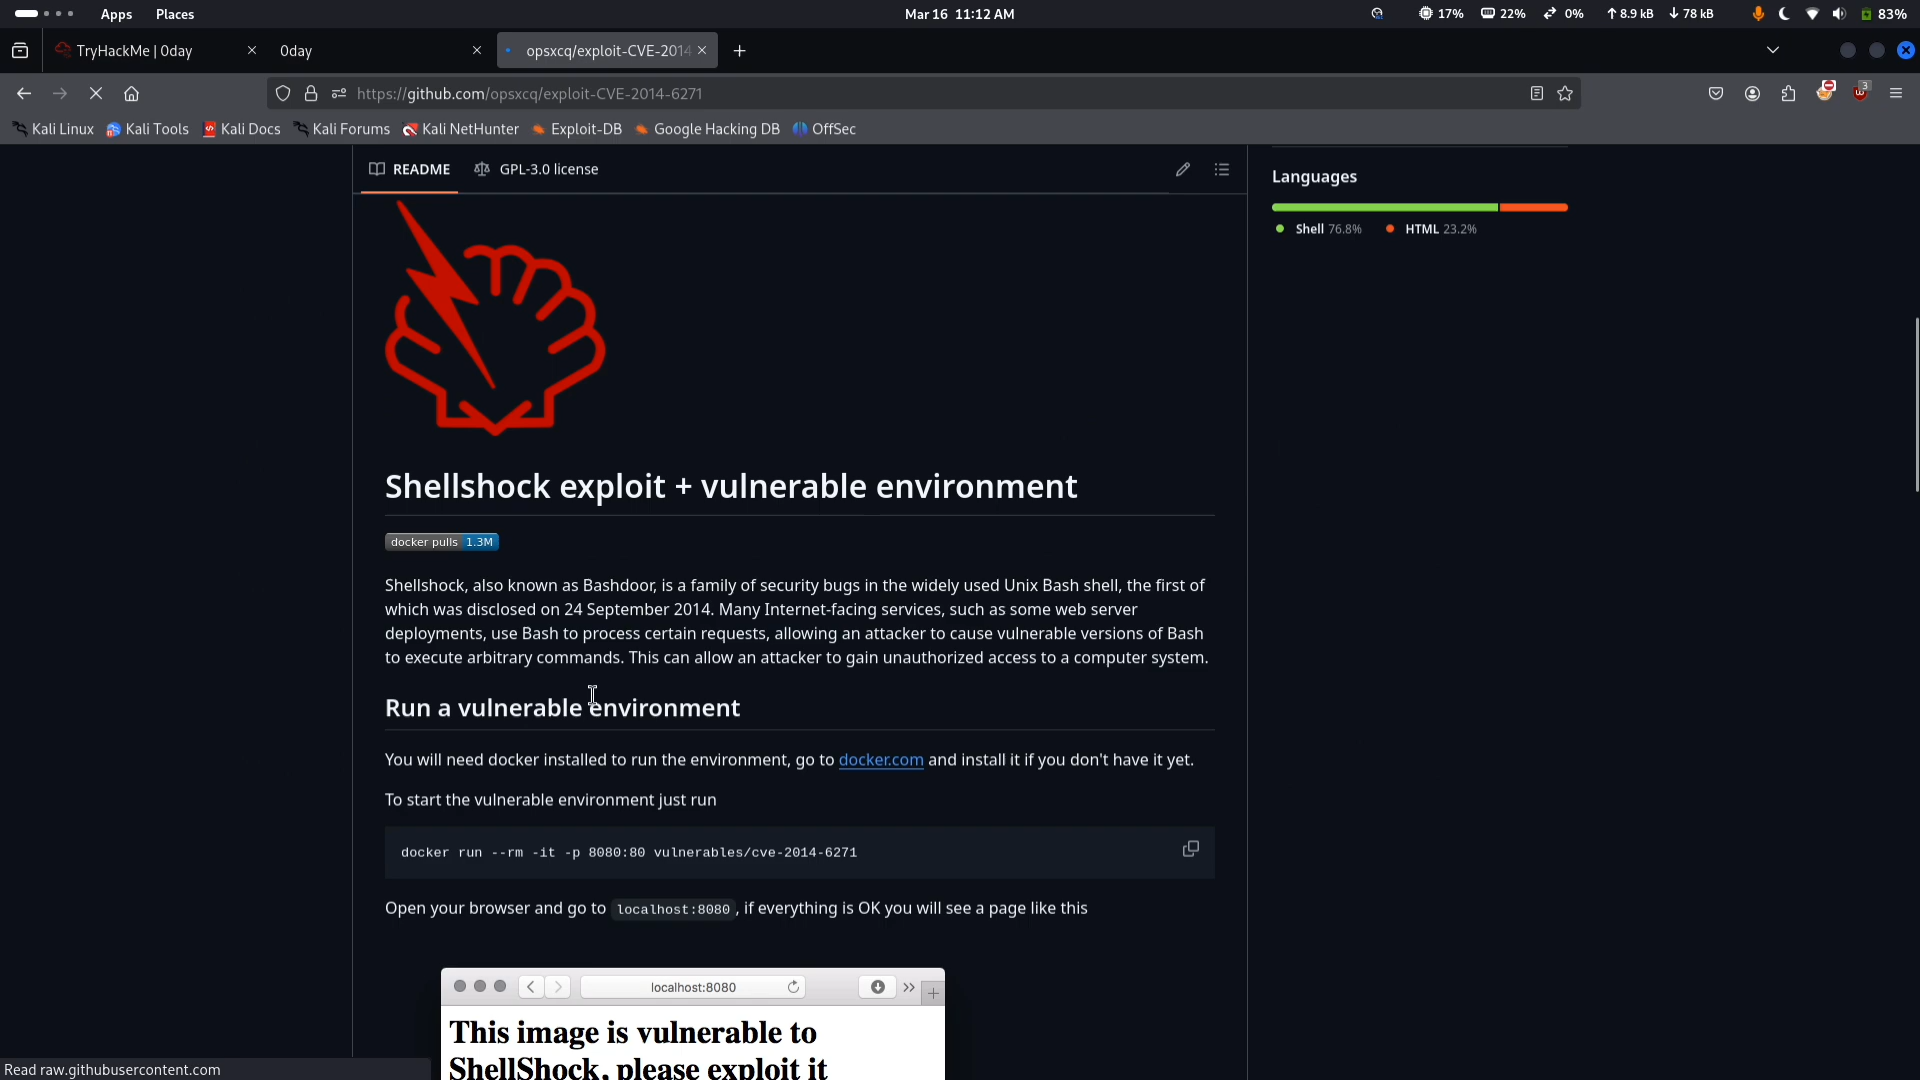 Apps Places Mar 16 11:12 AM 17% 22% 0% 8.9 kB 78 kB 83%
TryHackMe | 0day 0day opsxcq/exploit-CVE-2014
https://github.com/opsxcq/exploit-CVE-2014-6271 3
Kali Linux Kali Tools Kali Docs Kali Forums Kali NetHunter Exploit-DB Google Hacking DB OffSec
README GPL-3.0 license
Languages
Shell 76.8% HTML 23.2%
Shellshock exploit + vulnerable environment
docker pulls 1.3M
Shellshock, also known as Bashdoor, is a family of security bugs in the widely used Unix Bash shell, the first of
which was disclosed on 24 September 2014. Many Internet-facing services, such as some web server
deployments, use Bash to process certain requests, allowing an attacker to cause vulnerable versions of Bash
to execute arbitrary commands. This can allow an attacker to gain unauthorized access to a computer system.
Run a vulnerable environment
You will need docker installed to run the environment, go to docker.com and install it if you don't have it yet.
To start the vulnerable environment just run
docker run --rm -it -p 8080:80 vulnerables/cve-2014-6271
Open your browser and go to localhost:8080, if everything is OK you will see a page like this
localhost:8080
This image is vulnerable to
ShellShock, please exploit it
Read raw.githubusercontent.com